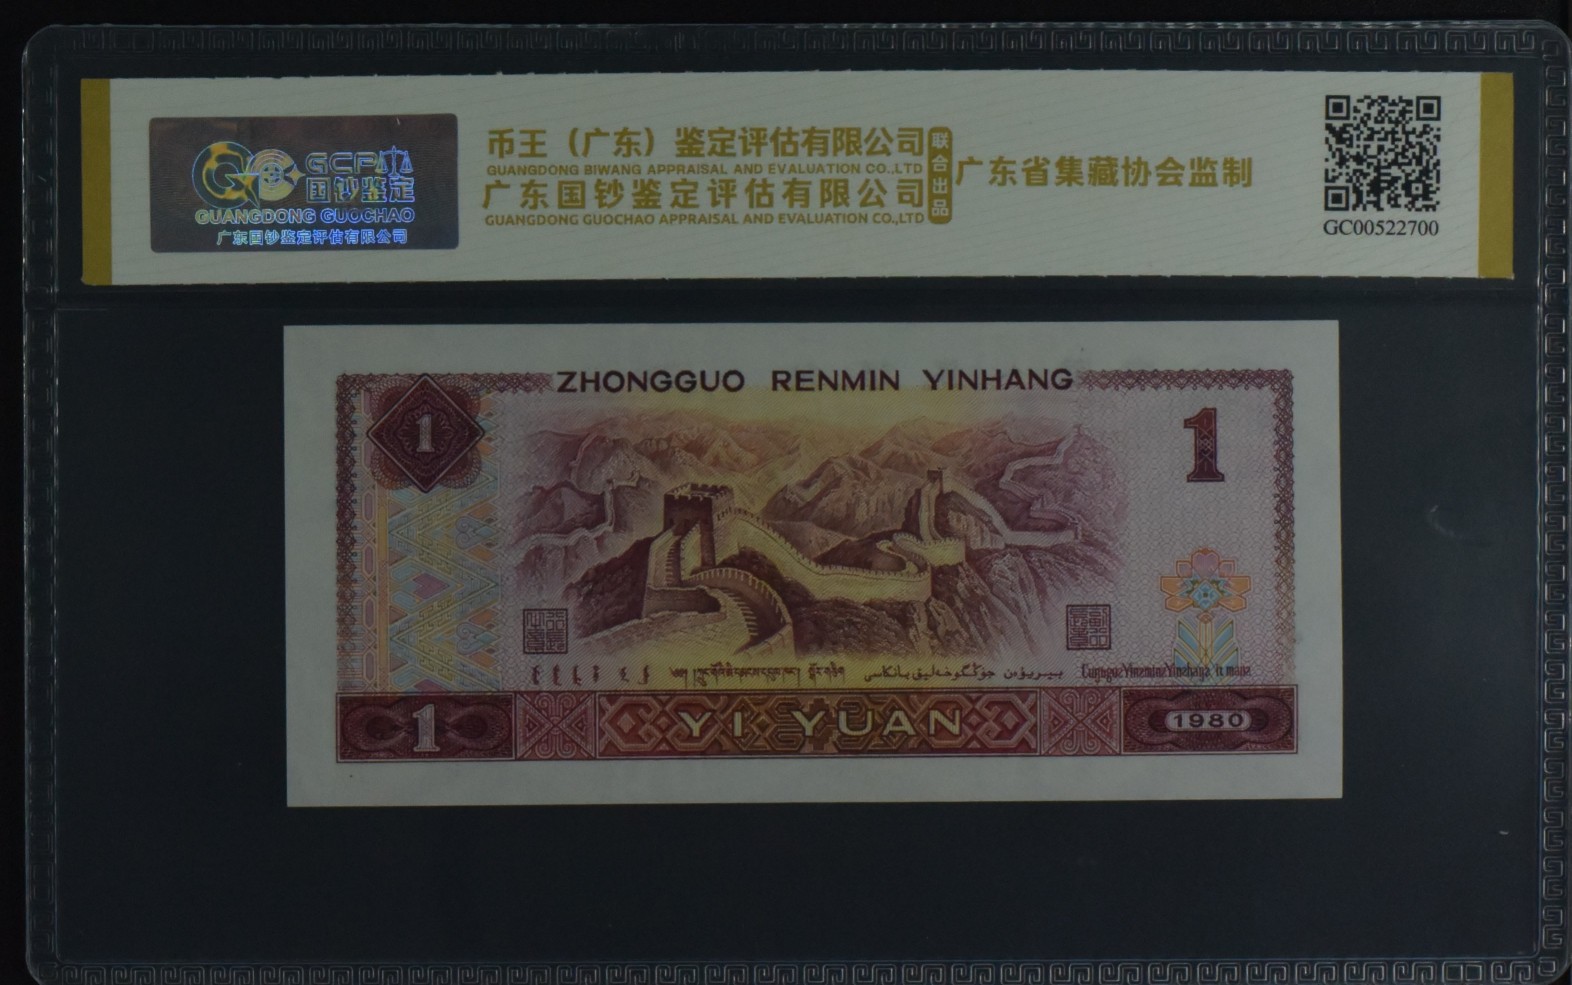 GCP
国钞鉴定
GUANGDONG GUOCHAO
广东国钞鉴定评估有限公司
币王（广东）鉴定评估有限公司
GUANGDONG BIWANG APPRAISAL AND EVALUATION CO.,LTD
广东国钞鉴定评估有限公司
GUANGDONG GUOCHAO APPRAISAL AND EVALUATION CO.,LTD
联合出品
广东省集藏协会监制
GC00522700
ZHONGGUO RENMIN YINHANG
1
1
1 YI YUAN 1980